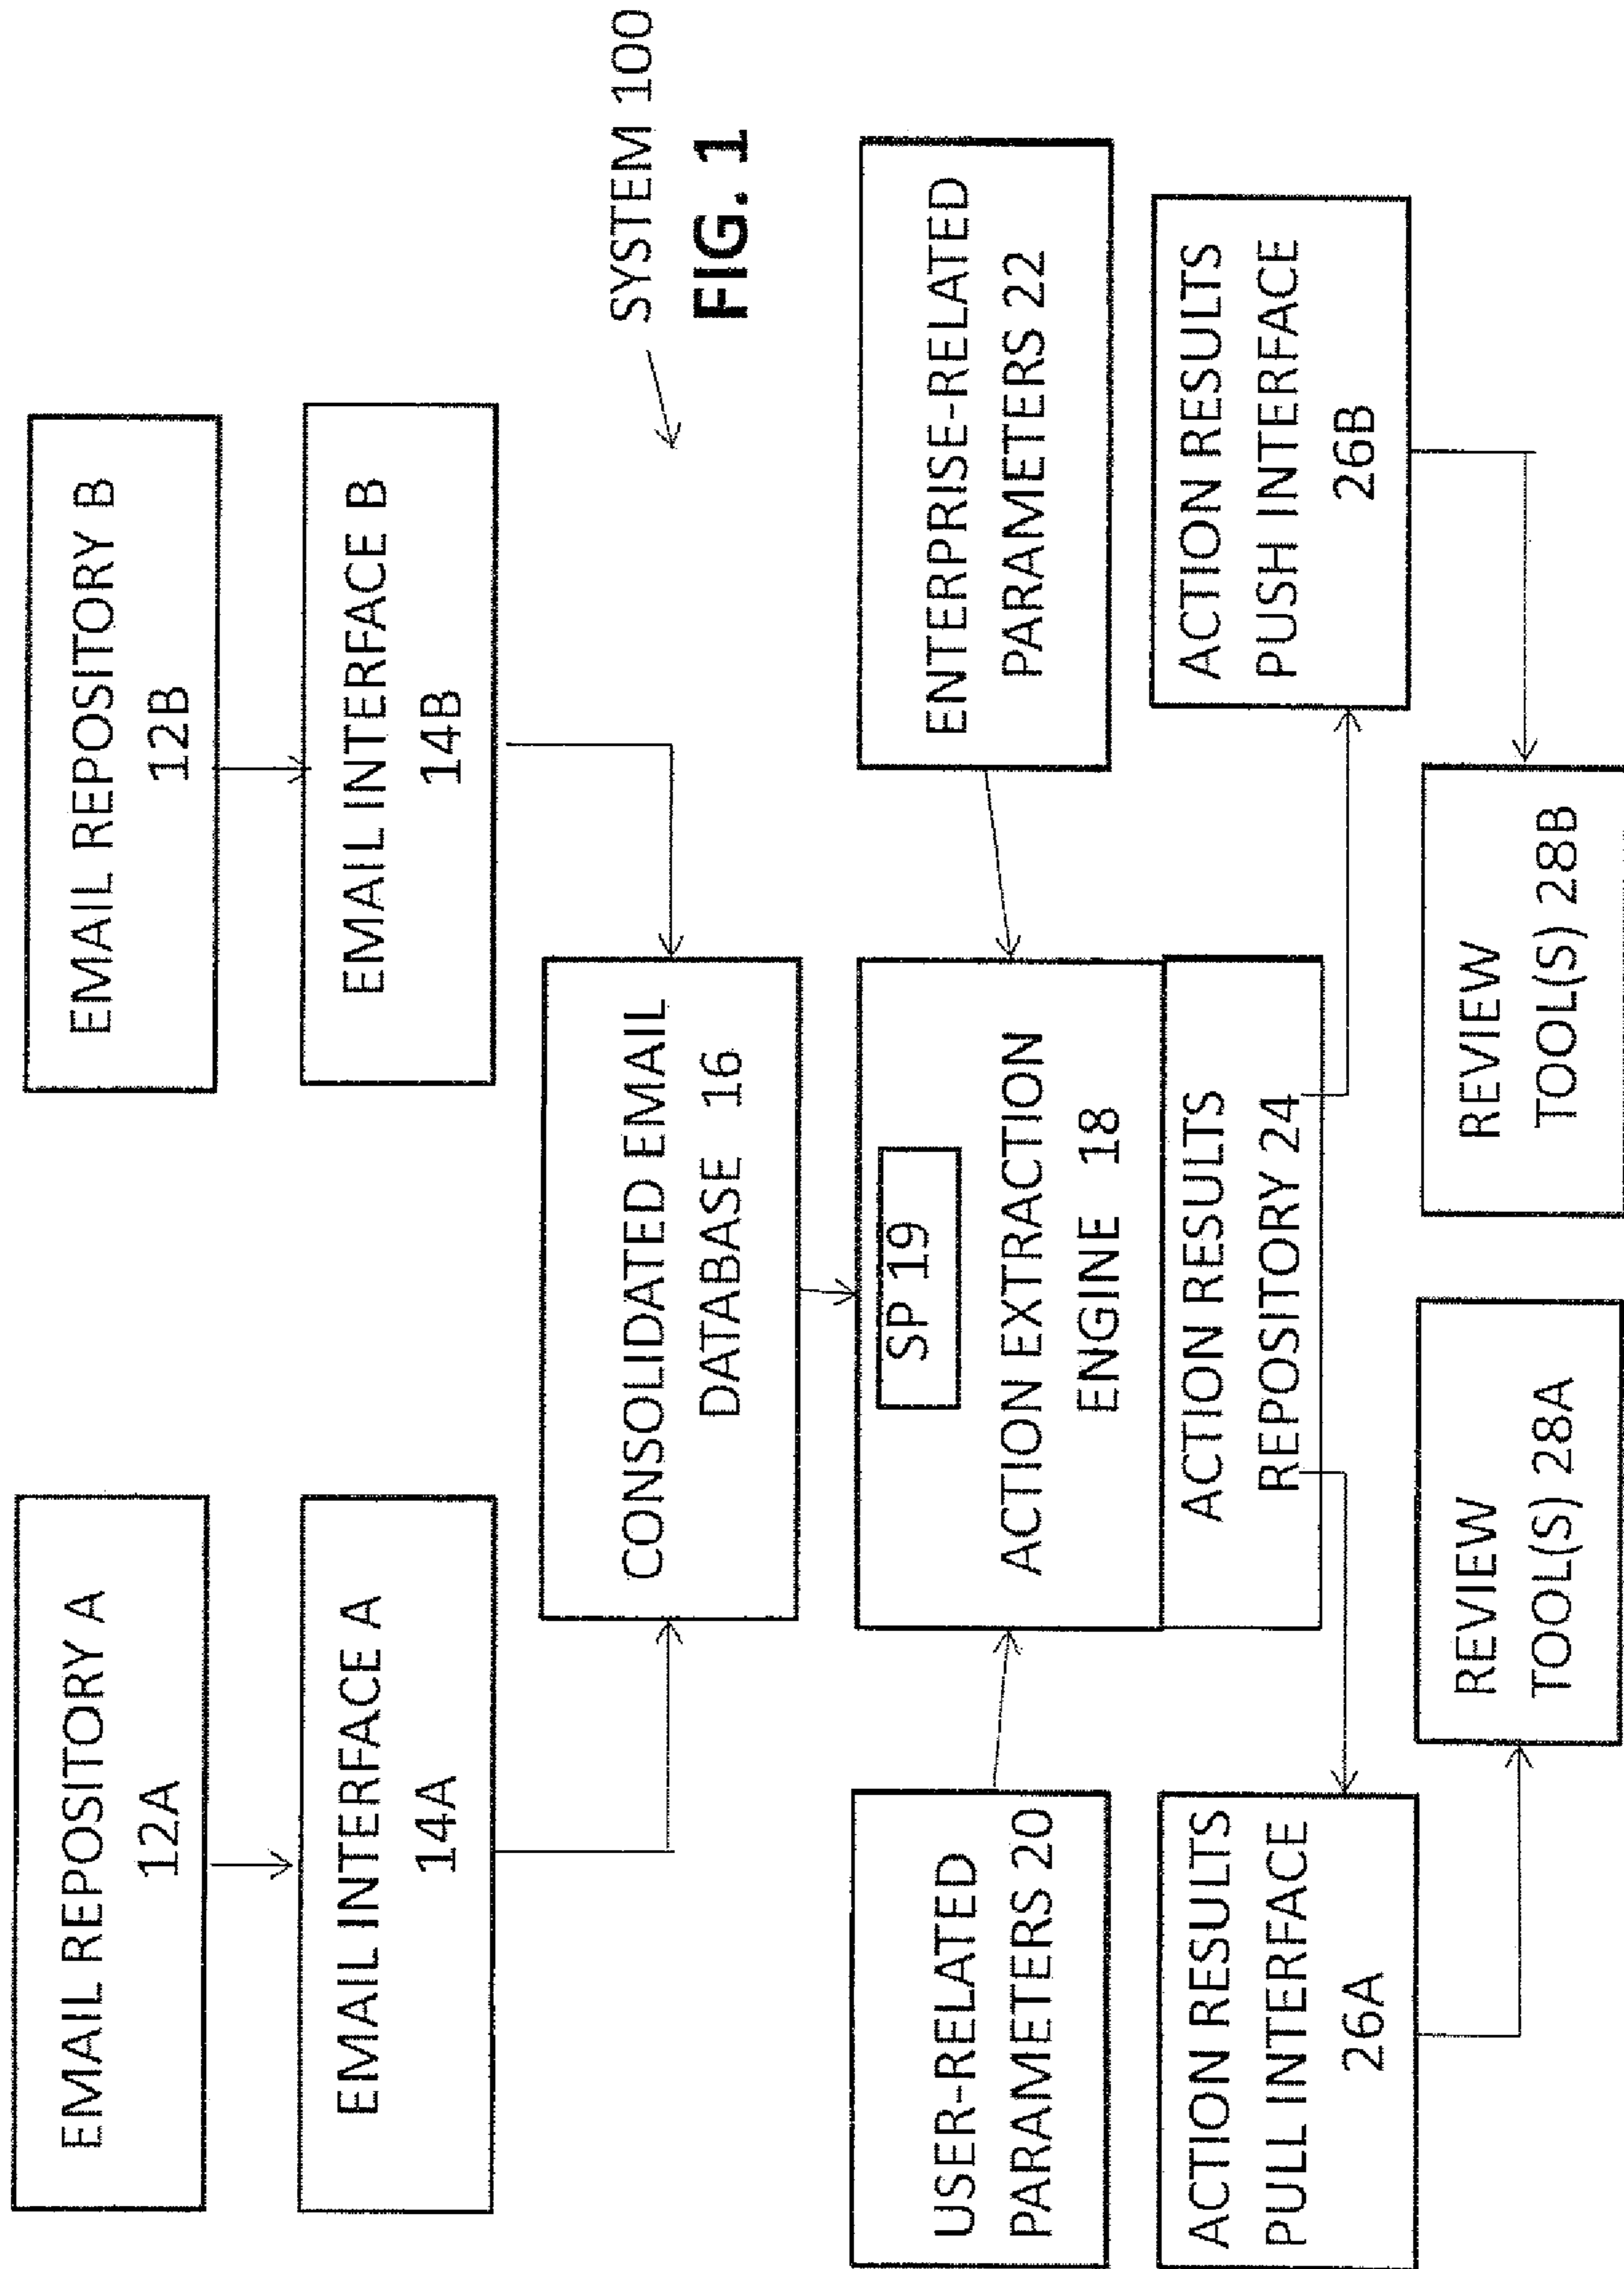 EMAIL REPOSITORY A
12A
EMAIL REPOSITORY B
12B
EMAIL INTERFACE A
14A
EMAIL INTERFACE B
14B
CONSOLIDATED EMAIL
DATABASE 16
SYSTEM 100
FIG. 1
USER-RELATED
PARAMETERS 20
SP 19
ACTION EXTRACTION
ENGINE 18
ENTERPRISE-RELATED
PARAMETERS 22
ACTION RESULTS
PULL INTERFACE
26A
ACTION RESULTS
REPOSITORY 24
ACTION RESULTS
PUSH INTERFACE
26B
REVIEW
TOOL(S) 28A
REVIEW
TOOL(S) 28B